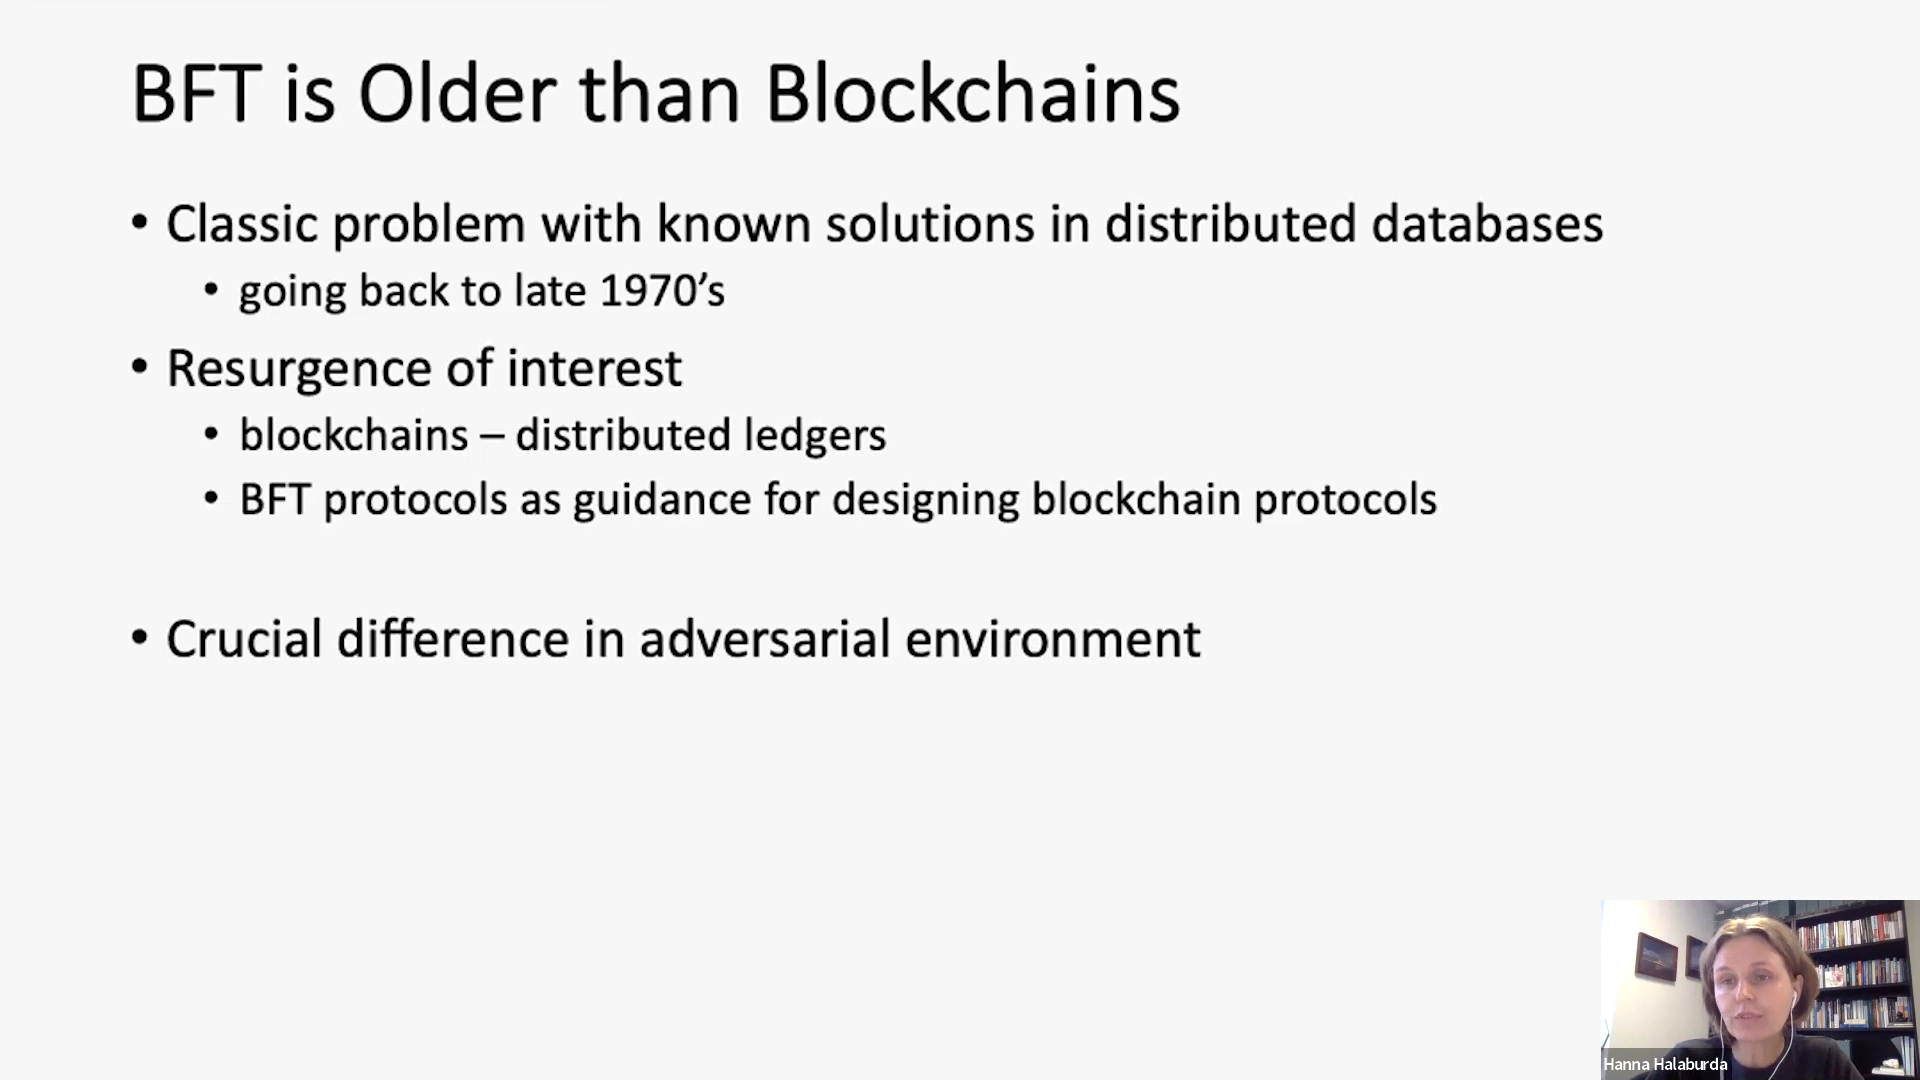 BFT is Older than Blockchains
• Classic problem with known solutions in distributed databases
• going back to late 1970’s
• Resurgence of interest
• blockchains – distributed ledgers
• BFT protocols as guidance for designing blockchain protocols
• Crucial difference in adversarial environment
Hanna Halaburda